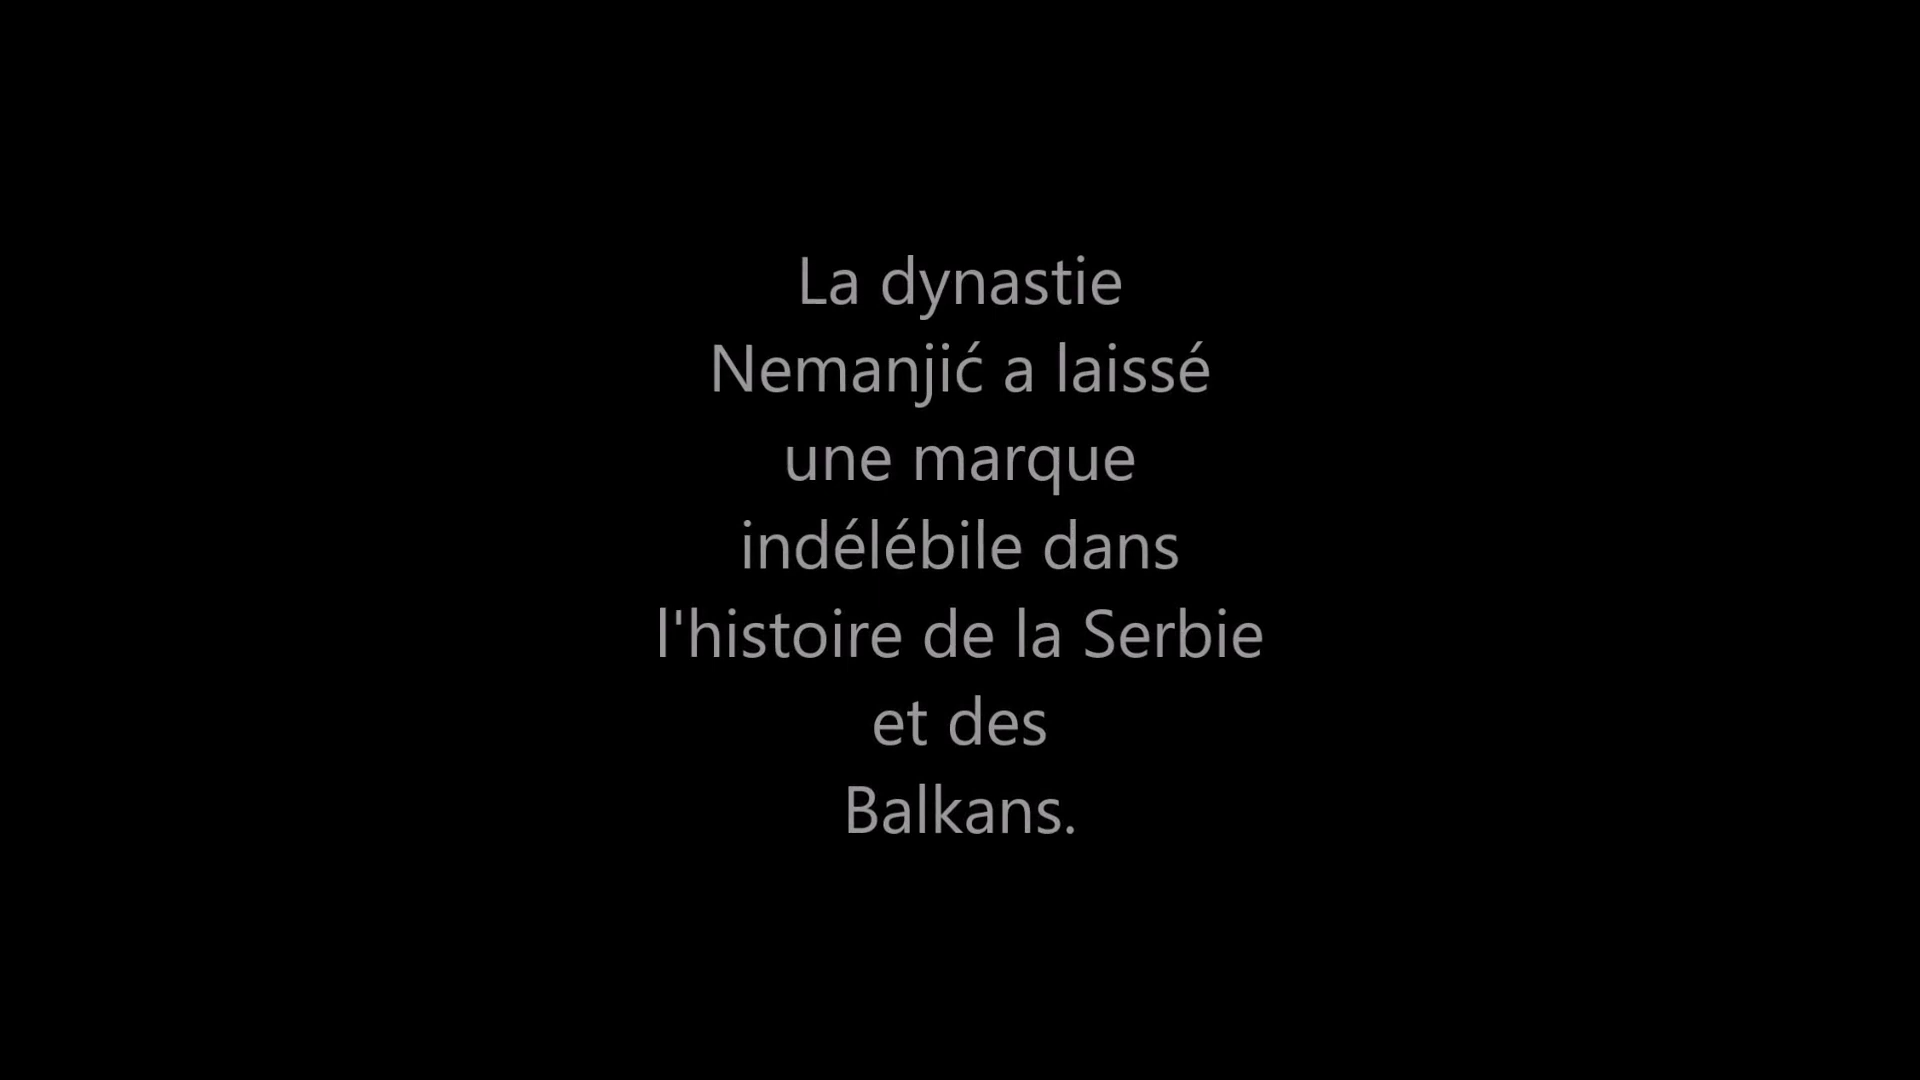 La dynastie
Nemanjić a laissé
une marque
indélébile dans
l'histoire de la Serbie
et des
Balkans.